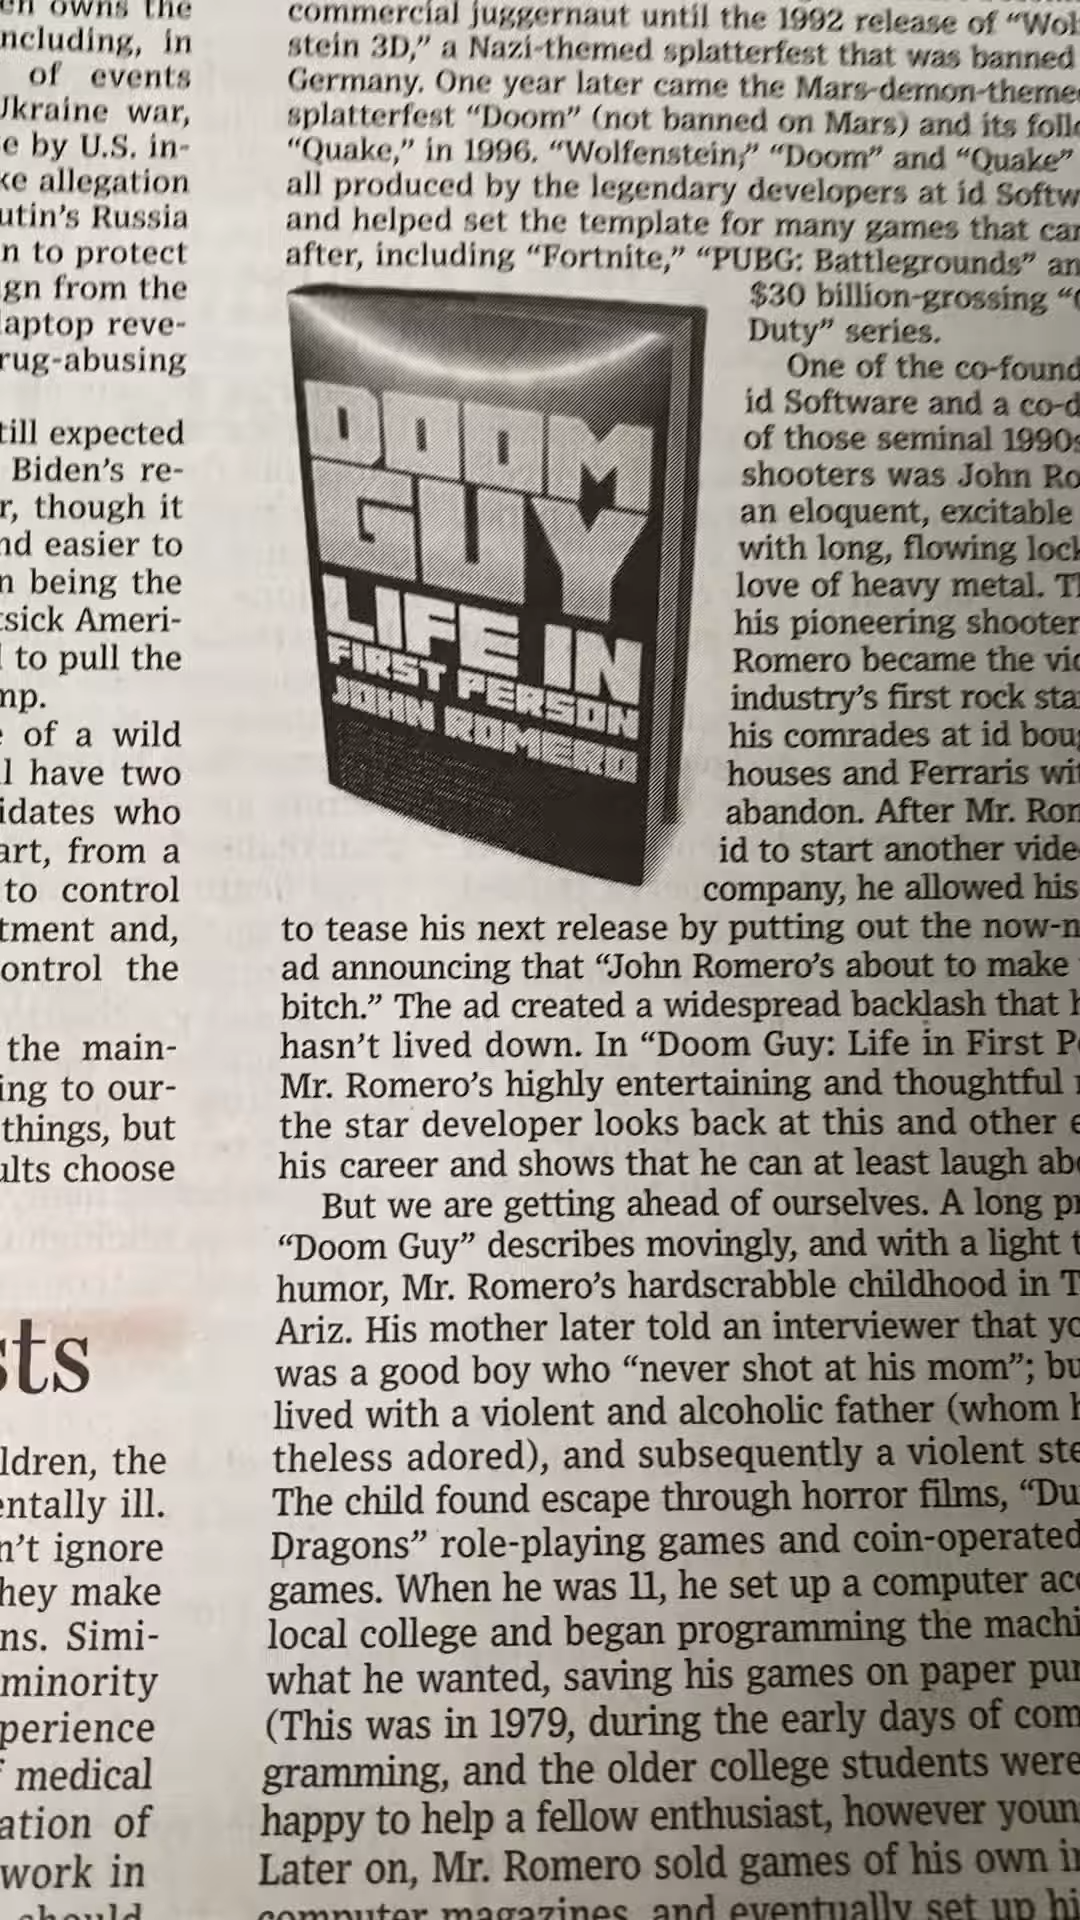 en owns the
ncluding, in
of events
Ukraine war,
e by U.S. in-
ke allegation
utin's Russia
n to protect
gn from the
laptop reve-
rug-abusing
till expected
Biden's re-
r, though it
nd easier to
n being the
tsick Ameri-
to pull the
mp.
e of a wild
l have two
idates who
art, from a
to control
tment and,
ontrol the
the main-
ing to our-
things, but
ults choose
sts
ldren, the
entally ill.
n't ignore
hey make
ns. Simi-
minority
perience
f medical
ation of
work in
should
commercial juggernaut until the 1992 release of "Wol
stein 3D," a Nazi-themed splatterfest that was banned
Germany. One year later came the Mars-demon-theme
splatterfest "Doom" (not banned on Mars) and its follo
"Quake," in 1996. "Wolfenstein," "Doom" and "Quake"
all produced by the legendary developers at id Softw
and helped set the template for many games that car
after, including "Fortnite," "PUBG: Battlegrounds" an
$30 billion-grossing "C
Duty" series.
One of the co-found
id Software and a co-d
of those seminal 1990s
shooters was John Ro
an eloquent, excitable
with long, flowing lock
love of heavy metal. Th
his pioneering shooter
Romero became the vid
industry's first rock sta
his comrades at id boug
houses and Ferraris wit
abandon. After Mr. Rom
id to start another vide
company, he allowed his
DOOM
GUY
LIFE IN
FIRST PERSON
JOHN ROMERO
to tease his next release by putting out the now-n
ad announcing that "John Romero's about to make
bitch." The ad created a widespread backlash that h
hasn't lived down. In "Doom Guy: Life in First Pe
Mr. Romero's highly entertaining and thoughtful
the star developer looks back at this and other e
his career and shows that he can at least laugh abo
But we are getting ahead of ourselves. A long pr
"Doom Guy" describes movingly, and with a light t
humor, Mr. Romero's hardscrabble childhood in T
Ariz. His mother later told an interviewer that yo
was a good boy who "never shot at his mom"; bu
lived with a violent and alcoholic father (whom h
theless adored), and subsequently a violent ste
The child found escape through horror films, "Du
Dragons" role-playing games and coin-operated
games. When he was 11, he set up a computer acc
local college and began programming the machi
what he wanted, saving his games on paper pun
(This was in 1979, during the early days of com
gramming, and the older college students were
happy to help a fellow enthusiast, however youn
Later on, Mr. Romero sold games of his own in
computer magazines, and eventually set up hi